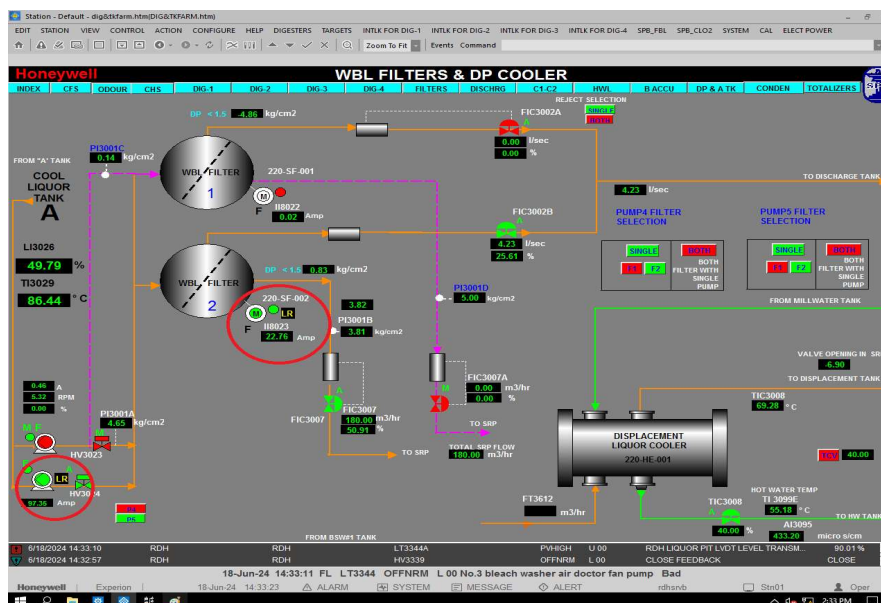 Station - Default - dig&tkfarm.htm(DIG&TKFARM.htm)
EDIT STATION VIEW CONTROL ACTION CONFIGURE HELP DIGESTERS TARGETS INTLK FOR DIG-1 INTLK FOR DIG-2 INTLK FOR DIG-3 INTLK FOR DIG-4 SPB_FBL SPB_CLO2 SYSTEM CAL ELECT POWER
Zoom To Fit Events Command
Honeywell WBL FILTERS & DP COOLER
INDEX CFS ODOUR CHS DIG-1 DIG-2 DIG-3 DIG-4 FILTERS DISCHRG C1-C2 HWL B ACCU DP & A TK CONDEN TOTALIZERS
REJECT SELECTION
SINGLE
BOTH
DP < 1.5 -4.86 kg/cm2
FIC3002A
A
0.00 l/sec
0.00 %
PI3001C
0.14 kg/cm2
FROM "A" TANK
COOL
LIQUOR
TANK
A
WBL FILTER
1
220-SF-001
M
F
II8022
0.02 Amp
4.23 l/sec
TO DISCHARGE TANK
FIC3002B
A
4.23 l/sec
25.61 %
PUMP4 FILTER
SELECTION
SINGLE BOTH
F1 F2
BOTH
FILTER WITH
SINGLE
PUMP
PUMP5 FILTER
SELECTION
SINGLE BOTH
F1 F2
BOTH
FILTER WITH
SINGLE
PUMP
LI3026
49.79 %
TI3029
86.44 °C
WBL FILTER
2
DP < 1.5 0.83 kg/cm2
220-SF-002
M LR
F
II8023
22.76 Amp
3.82
PI3001B
3.81 kg/cm2
PI3001D
5.00 kg/cm2
FROM MILLWATER TANK
VALVE OPENING IN SR
-6.90
TO DISPLACEMENT TANK
0.46 A
5.32 RPM
0.00 %
PI3001A
4.65 kg/cm2
M F
M
HV3023
F
LR
A
HV3024
97.36 Amp
P4
P5
A
FIC3007
FIC3007
180.00 m3/hr
50.91 %
TO SRP
FIC3007A
M
0.00 m3/hr
0.00 %
TO SRP
TOTAL SRP FLOW
180.00 m3/hr
TIC3008
69.28 °C
DISPLACEMENT
LIQUOR COOLER
220-HE-001
TCV 40.00
FT3612
m3/hr
HOT WATER TEMP
TIC3008
A
40.00 %
TI 3099E
55.18 °C
TO HW TANK
AI3095
433.20 micro s/cm
FROM BSW#1 TANK
6/18/2024 14:33:10 RDH RDH LT3344A PVHIGH U 00 RDH LIQUOR PIT LVDT LEVEL TRANSM... 90.01 %
6/18/2024 14:32:57 RDH RDH HV3339 OFFNRM L 00 CLOSE FEEDBACK CLOSE
18-Jun-24 14:33:11 FL LT3344 OFFNRM L 00 No.3 bleach washer air doctor fan pump Bad
Honeywell Experion 18-Jun-24 14:33:23 ALARM SYSTEM MESSAGE ALERT rdhsrvb Stn01 Oper
2:33 PM